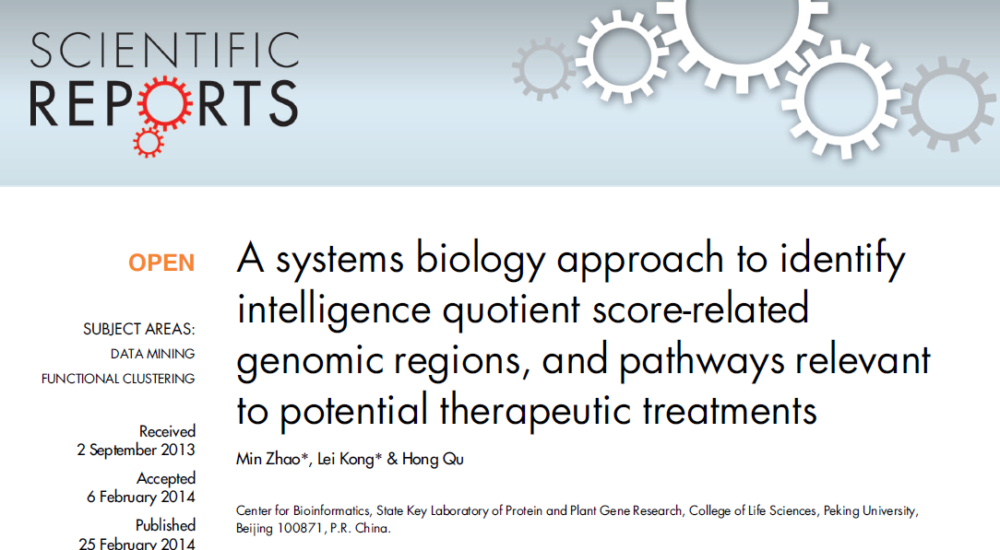 SCIENTIFIC
REPORTS
OPEN
SUBJECT AREAS:
DATA MINING
FUNCTIONAL CLUSTERING
Received
2 September 2013
Accepted
6 February 2014
Published
25 February 2014
A systems biology approach to identify
intelligence quotient score-related
genomic regions, and pathways relevant
to potential therapeutic treatments
Min Zhao*, Lei Kong* & Hong Qu
Center for Bioinformatics, State Key Laboratory of Protein and Plant Gene Research, College of Life Sciences, Peking University,
Beijing 100871, P.R. China.